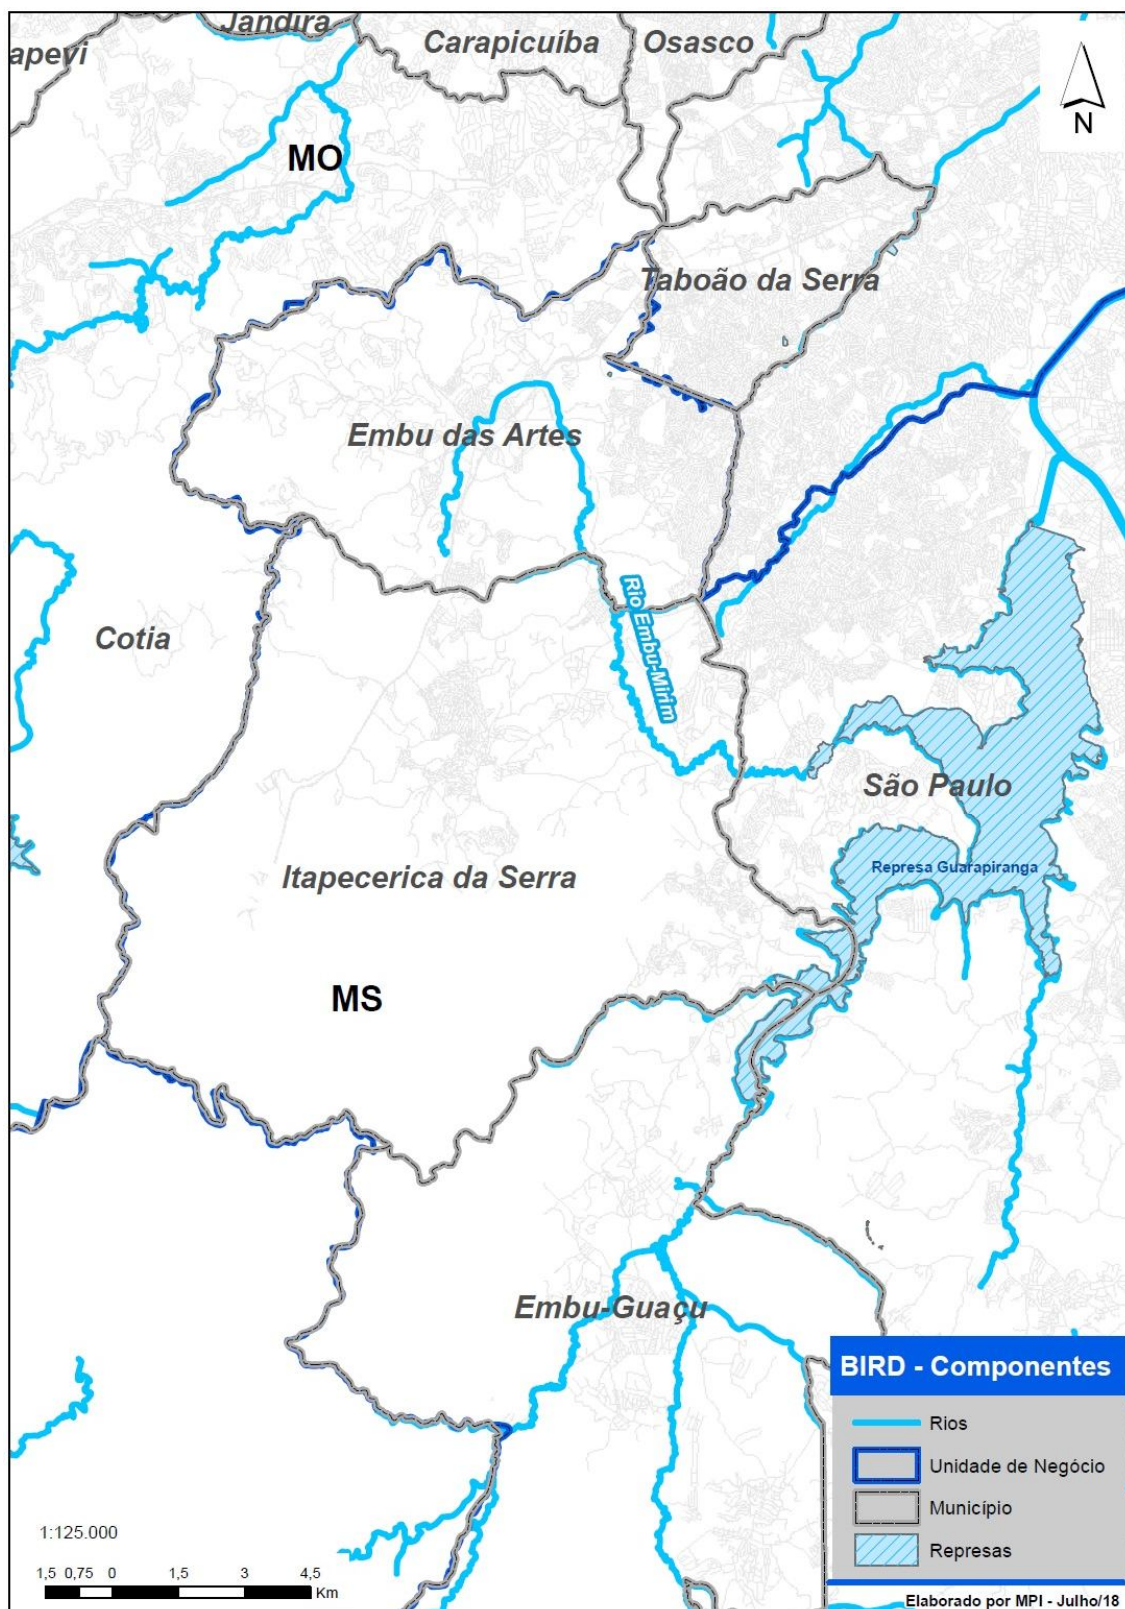 Jandira
apevi
Carapicuíba
Osasco
N
MO
Taboão da Serra
Embu das Artes
Rio Embu-Mirim
Cotia
São Paulo
Represa Guarapiranga
Itapecerica da Serra
MS
Embu-Guaçu
BIRD - Componentes
Rios
Unidade de Negócio
Município
Represas
1:125.000
1,5 0,75 0 1,5 3 4,5
Km
Elaborado por MPI - Julho/18